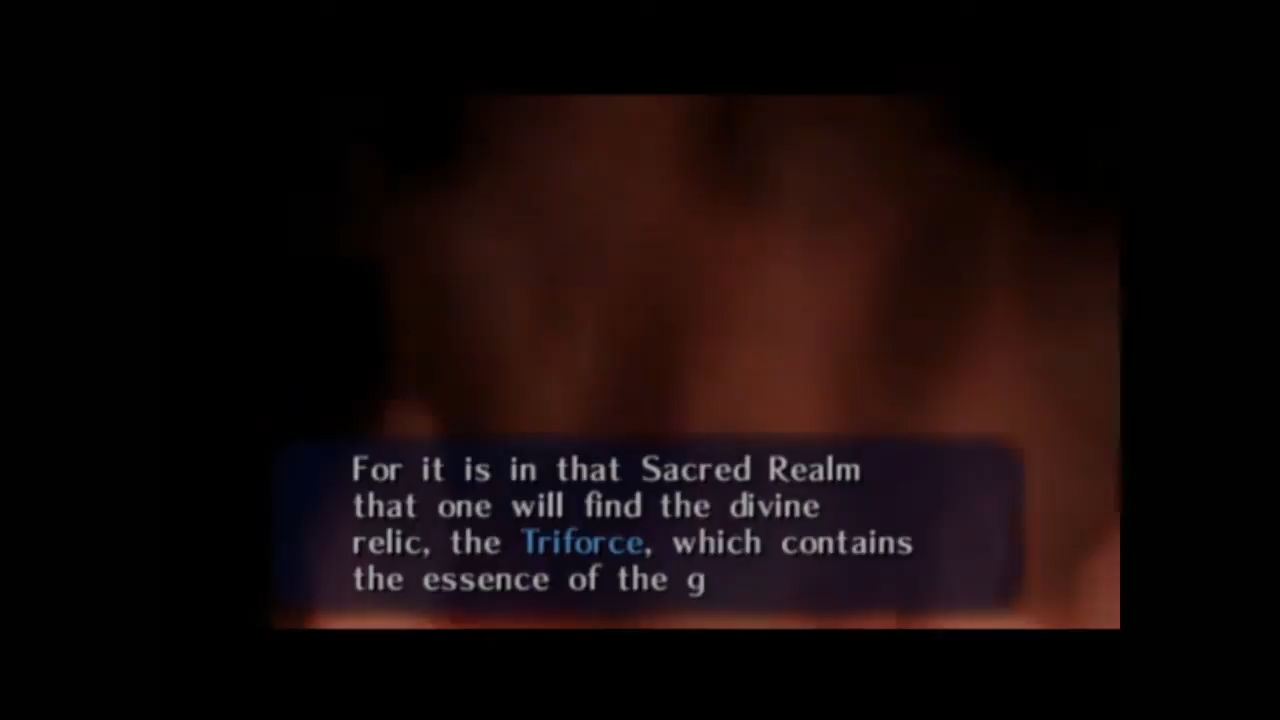 For it is in that Sacred Realm
that one will find the divine
relic, the Triforce, which contains
the essence of the g